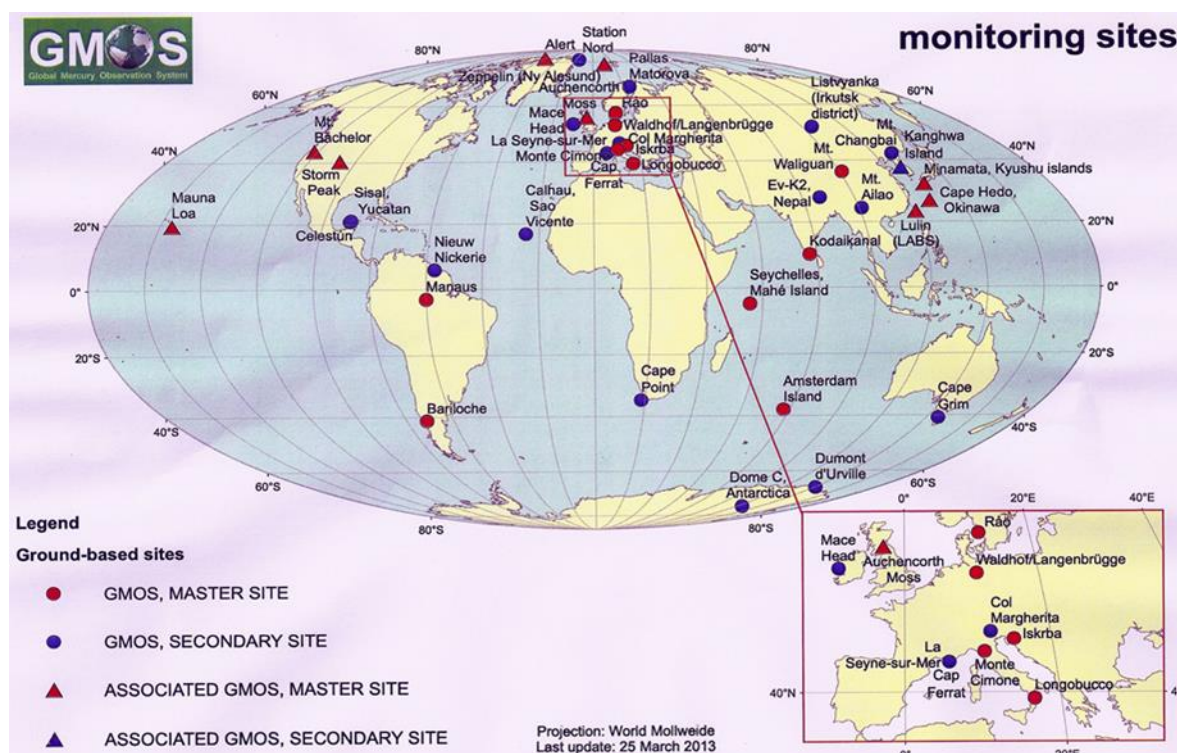 GMOS
Global Mercury Observation System
monitoring sites
Alert
Station
Nord
80°N
80°N
Zeppelin (Ny Alesund)
Pallas
Matorova
Auchencorth
Moss
Råo
60°N
60°N
Listvyanka
(Irkutsk
district)
Mace
Head
Waldhof/Langenbrügge
Mt.
Bachelor
La Seyne-sur-Mer
Col Margherita
Iskrba
Mt.
Changbai
Kanghwa
Island
40°N
40°N
Monte Cimone
Longobucco
Mt.
Waliguan
Minamata, Kyushu islands
Storm
Peak
Cap
Ferrat
Mauna
Loa
Sisal,
Yucatan
Calhau,
Sao
Vicente
Ev-K2,
Nepal
Mt.
Ailao
Cape Hedo,
Okinawa
20°N
20°N
Celestún
Lulin
(LABS)
Nieuw
Nickerie
Kodaikanal
Manaus
Seychelles,
Mahé Island
0°
0°
20°S
20°S
Cape
Point
Amsterdam
Island
Cape
Grim
Bariloche
40°S
40°S
Dumont
d'Urville
Dome C,
Antarctica
60°S
60°S
80°S
80°S
0°
20°E
40°E
Råo
Mace
Head
Auchencorth
Moss
Waldhof/Langenbrügge
Col
Margherita
Iskrba
La
Seyne-sur-Mer
Cap
Ferrat
Monte
Cimone
Longobucco
40°N
Legend
Ground-based sites
GMOS, MASTER SITE
GMOS, SECONDARY SITE
ASSOCIATED GMOS, MASTER SITE
ASSOCIATED GMOS, SECONDARY SITE
Projection: World Mollweide
Last update: 25 March 2013